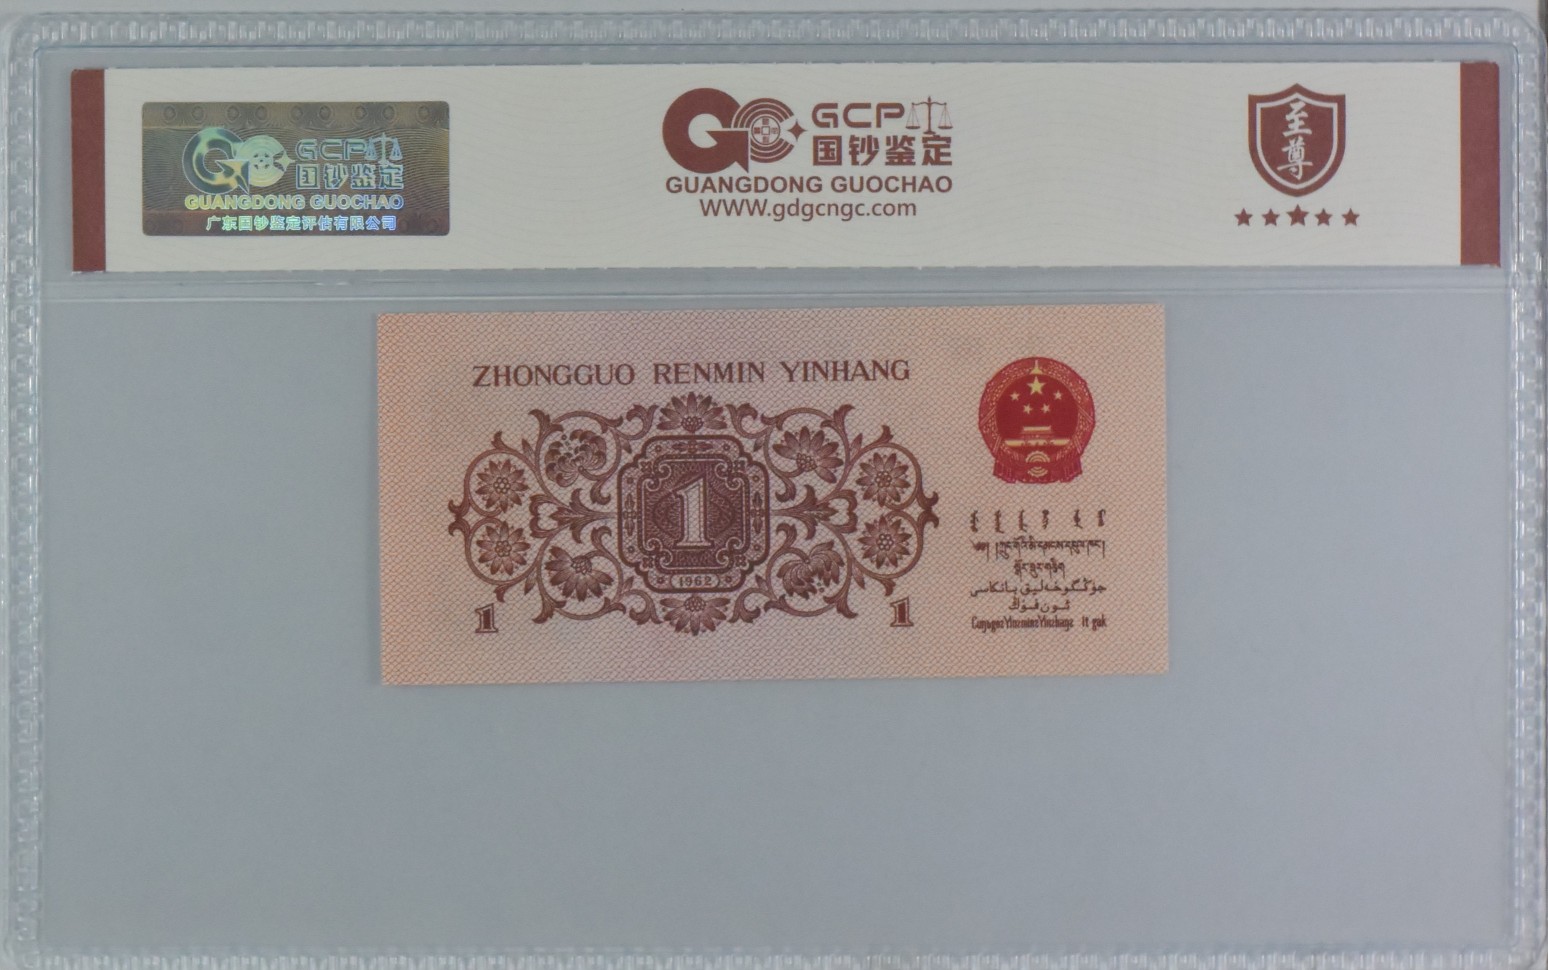 GCP
国钞鉴定
GUANGDONG GUOCHAO
广东国钞鉴定评估有限公司
GCP
国钞鉴定
GUANGDONG GUOCHAO
WWW.gdgcngc.com
至尊
ZHONGGUO RENMIN YINHANG
1
1962
1
1
جۇڭگوخەلق بانكاسى